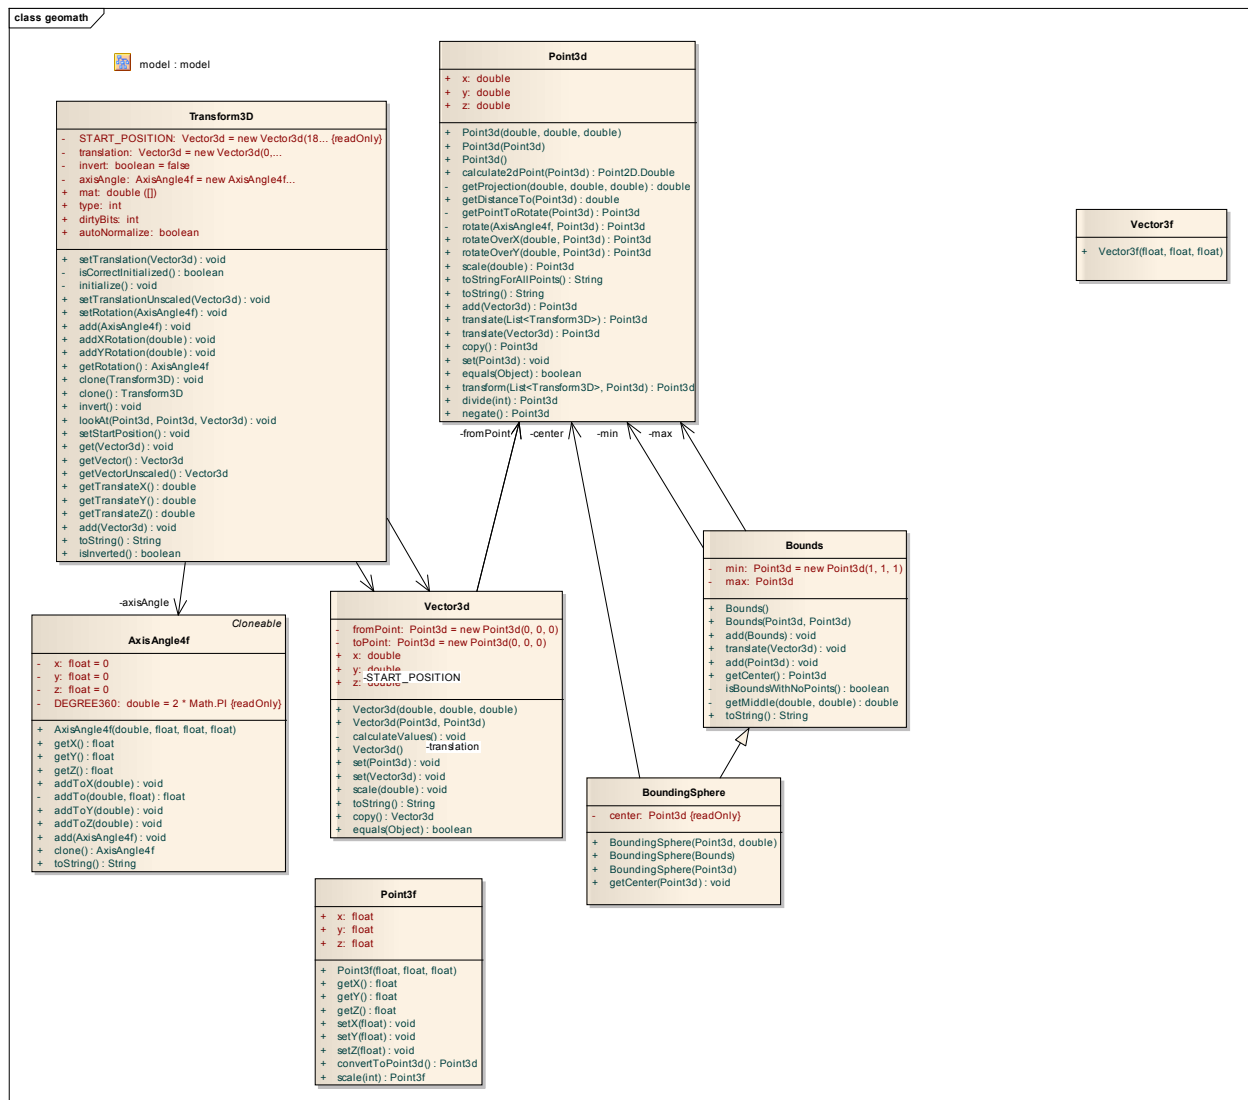 class geomath
model : model
Transform3D
- START_POSITION: Vector3d = new Vector3d(18... {readOnly}
- translation: Vector3d = new Vector3d(0,...
- invert: boolean = false
- axisAngle: AxisAngle4f = new AxisAngle4f...
+ mat: double ([])
+ type: int
+ dirtyBits: int
+ autoNormalize: boolean
+ setTranslation(Vector3d) : void
- isCorrectInitialized() : boolean
- initialize() : void
+ setTranslationUnscaled(Vector3d) : void
+ setRotation(AxisAngle4f) : void
+ add(AxisAngle4f) : void
+ addXRotation(double) : void
+ addYRotation(double) : void
+ getRotation() : AxisAngle4f
+ clone(Transform3D) : void
+ clone() : Transform3D
+ invert() : void
+ lookAt(Point3d, Point3d, Vector3d) : void
+ setStartPosition() : void
+ get(Vector3d) : void
+ getVector() : Vector3d
+ getVectorUnscaled() : Vector3d
+ getTranslateX() : double
+ getTranslateY() : double
+ getTranslateZ() : double
+ add(Vector3d) : void
+ toString() : String
+ isInverted() : boolean
Point3d
+ x: double
+ y: double
+ z: double
+ Point3d(double, double, double)
+ Point3d(Point3d)
+ Point3d()
+ calculate2dPoint(Point3d) : Point2D.Double
- getProjection(double, double, double) : double
+ getDistanceTo(Point3d) : double
- getPointToRotate(Point3d) : Point3d
- rotate(AxisAngle4f, Point3d) : Point3d
+ rotateOverX(double, Point3d) : Point3d
+ rotateOverY(double, Point3d) : Point3d
+ scale(double) : Point3d
+ toStringForAllPoints() : String
+ toString() : String
+ add(Vector3d) : Point3d
+ translate(List<Transform3D>) : Point3d
+ translate(Vector3d) : Point3d
+ copy() : Point3d
+ set(Point3d) : void
+ equals(Object) : boolean
+ transform(List<Transform3D>, Point3d) : Point3d
+ divide(int) : Point3d
+ negate() : Point3d
Vector3f
+ Vector3f(float, float, float)
-fromPoint -center -min -max
Bounds
- min: Point3d = new Point3d(1, 1, 1)
- max: Point3d
+ Bounds()
+ Bounds(Point3d, Point3d)
+ add(Bounds) : void
+ translate(Vector3d) : void
+ add(Point3d) : void
+ getCenter() : Point3d
- isBoundsWithNoPoints() : boolean
- getMiddle(double, double) : double
+ toString() : String
-axisAngle
Cloneable
AxisAngle4f
- x: float = 0
- y: float = 0
- z: float = 0
- DEGREE360: double = 2 * Math.PI {readOnly}
+ AxisAngle4f(double, float, float, float)
+ getX() : float
+ getY() : float
+ getZ() : float
+ addToX(double) : void
- addTo(double, float) : float
+ addToY(double) : void
+ addToZ(double) : void
+ add(AxisAngle4f) : void
+ clone() : AxisAngle4f
+ toString() : String
Vector3d
- fromPoint: Point3d = new Point3d(0, 0, 0)
- toPoint: Point3d = new Point3d(0, 0, 0)
+ x: double
+ y: double
-START_POSITION
+ z: double
+ Vector3d(double, double, double)
+ Vector3d(Point3d, Point3d)
- calculateValues() : void
+ Vector3d()
-translation
+ set(Point3d) : void
+ set(Vector3d) : void
+ scale(double) : void
+ toString() : String
+ copy() : Vector3d
+ equals(Object) : boolean
BoundingSphere
- center: Point3d {readOnly}
+ BoundingSphere(Point3d, double)
+ BoundingSphere(Bounds)
+ BoundingSphere(Point3d)
+ getCenter(Point3d) : void
Point3f
+ x: float
+ y: float
+ z: float
+ Point3f(float, float, float)
+ getX() : float
+ getY() : float
+ getZ() : float
+ setX(float) : void
+ setY(float) : void
+ setZ(float) : void
+ convertToPoint3d() : Point3d
+ scale(int) : Point3f